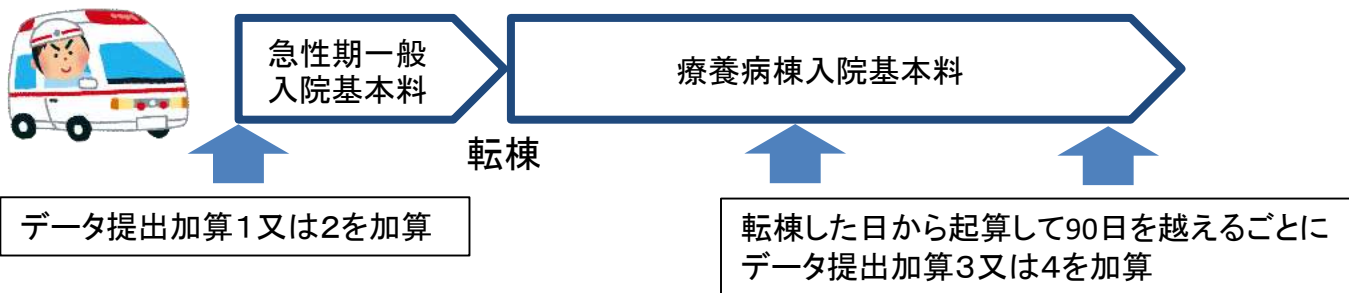 急性期一般
入院基本料
療養病棟入院基本料
転棟
データ提出加算１又は２を加算
転棟した日から起算して90日を越えるごとに
データ提出加算３又は４を加算